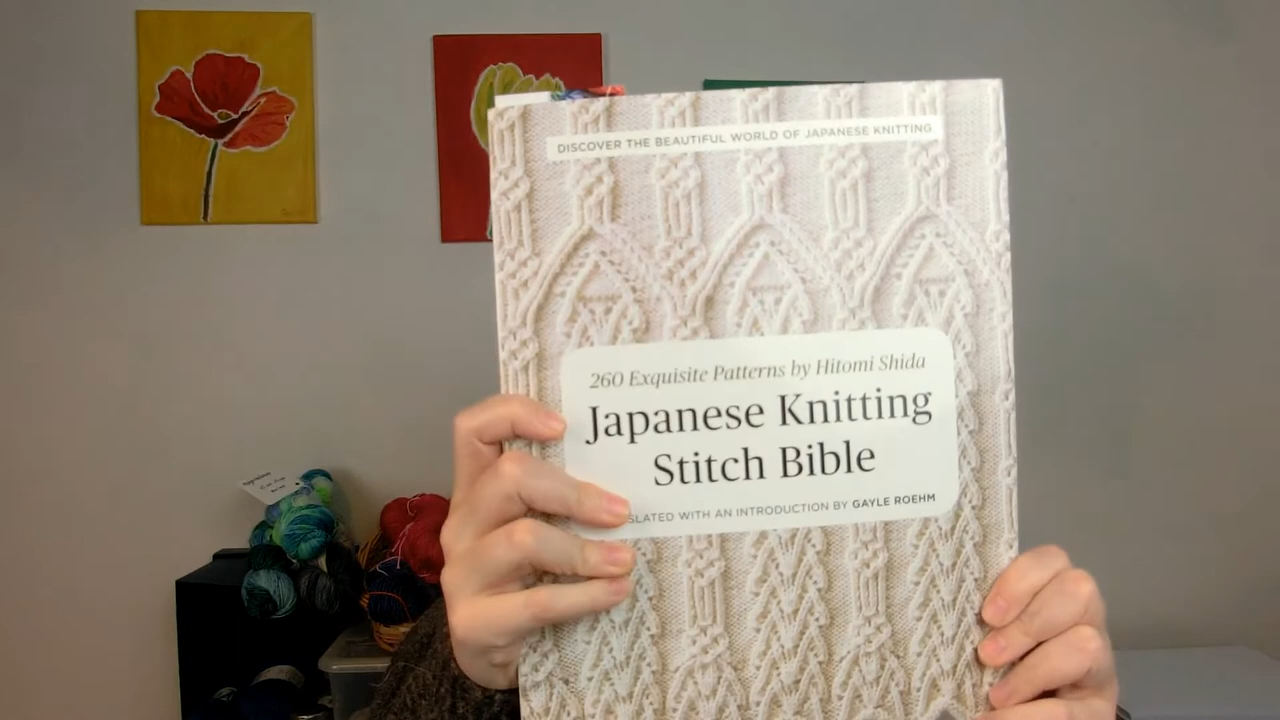 DISCOVER THE BEAUTIFUL WORLD OF JAPANESE KNITTING
260 Exquisite Patterns by Hitomi Shida
Japanese Knitting
Stitch Bible
SLATED WITH AN INTRODUCTION BY GAYLE ROEHM